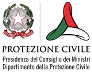 PROTEZIONE CIVILE
Presidenza del Consiglio dei Ministri
Dipartimento della Protezione Civile